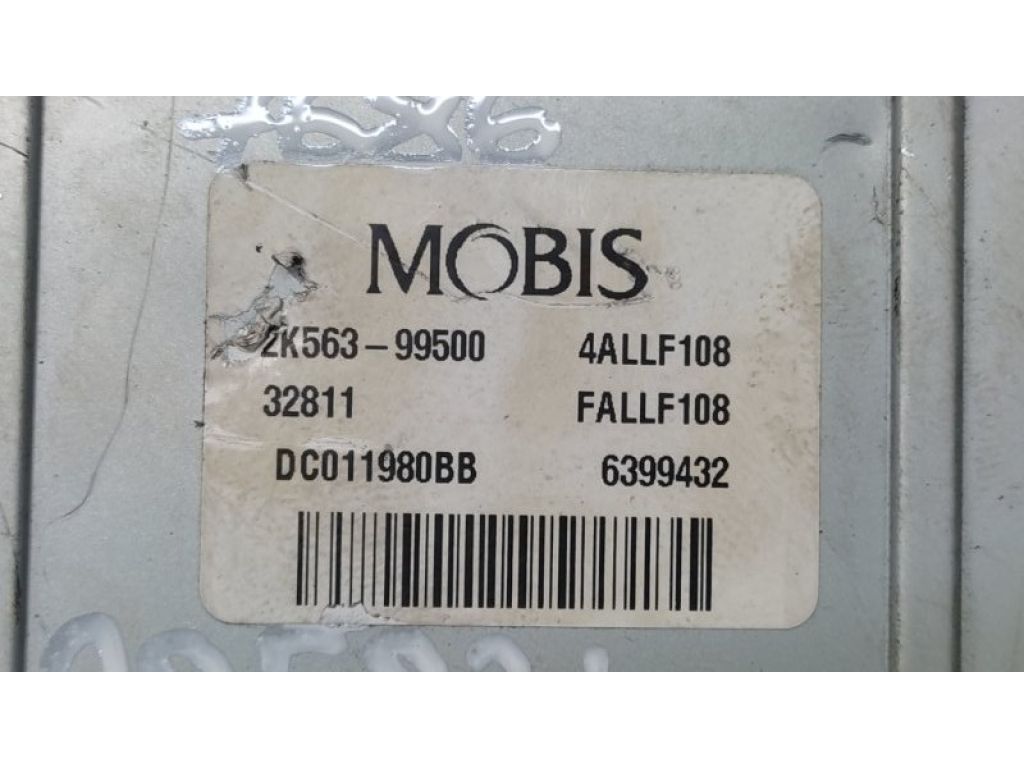 MOBIS
2K563-99500 4ALLF108
32811 FALLF108
DC011980BB 6399432